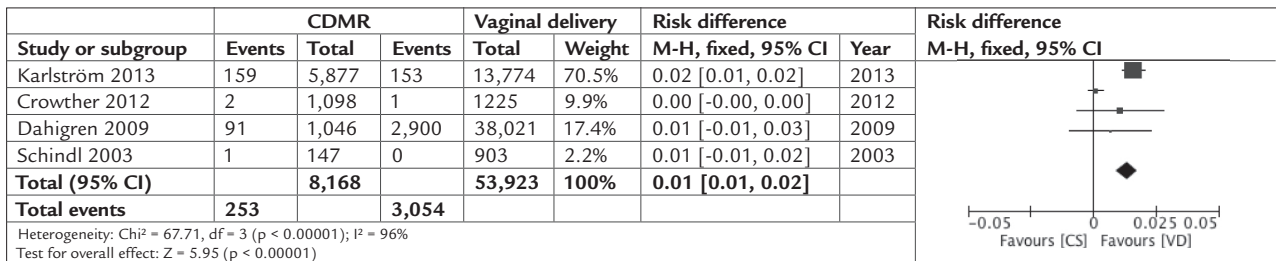 CDMR Vaginal delivery Risk difference Risk difference
Study or subgroup Events Total Events Total Weight M-H, fixed, 95% CI Year M-H, fixed, 95% CI
Karlström 2013 159 5,877 153 13,774 70.5% 0.02 [0.01, 0.02] 2013
Crowther 2012 2 1,098 1 1225 9.9% 0.00 [-0.00, 0.00] 2012
Dahigren 2009 91 1,046 2,900 38,021 17.4% 0.01 [-0.01, 0.03] 2009
Schindl 2003 1 147 0 903 2.2% 0.01 [-0.01, 0.02] 2003
Total (95% CI) 8,168 53,923 100% 0.01 [0.01, 0.02]
Total events 253 3,054
Heterogeneity: Chi² = 67.71, df = 3 (p < 0.00001); I² = 96%
Test for overall effect: Z = 5.95 (p < 0.00001)
-0.05 0 0.025 0.05
Favours [CS] Favours [VD]